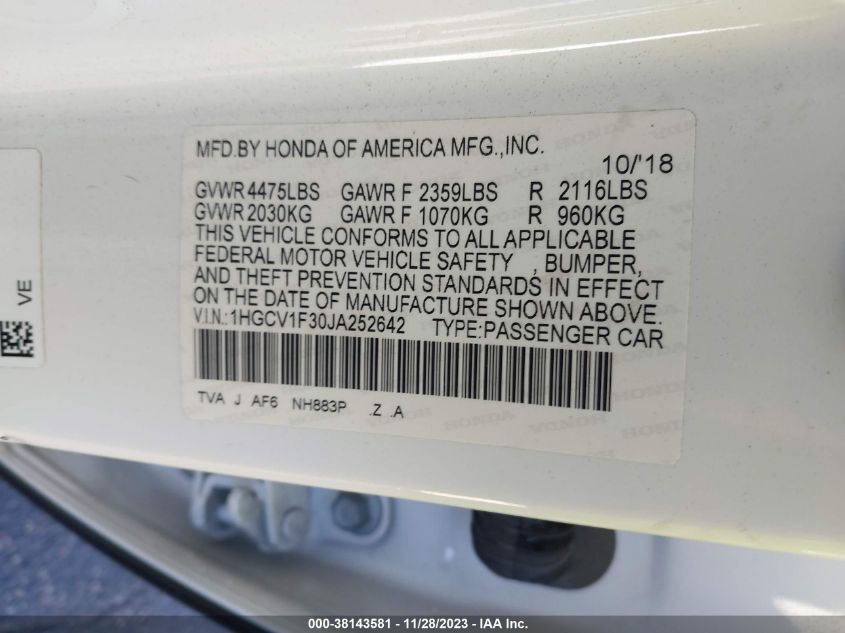 MFD.BY HONDA OF AMERICA MFG.,INC.
10/'18
GVWR 4475LBS GAWR F 2359LBS R 2116LBS
GVWR 2030KG GAWR F 1070KG R 960KG
THIS VEHICLE CONFORMS TO ALL APPLICABLE
FEDERAL MOTOR VEHICLE SAFETY , BUMPER,
AND THEFT PREVENTION STANDARDS IN EFFECT
ON THE DATE OF MANUFACTURE SHOWN ABOVE.
V.I.N.:1HGCV1F30JA252642 TYPE:PASSENGER CAR
TVA J AF6 NH883P .Z .A
VE
000-38143581 | 11/28/2023 - IAA Inc.